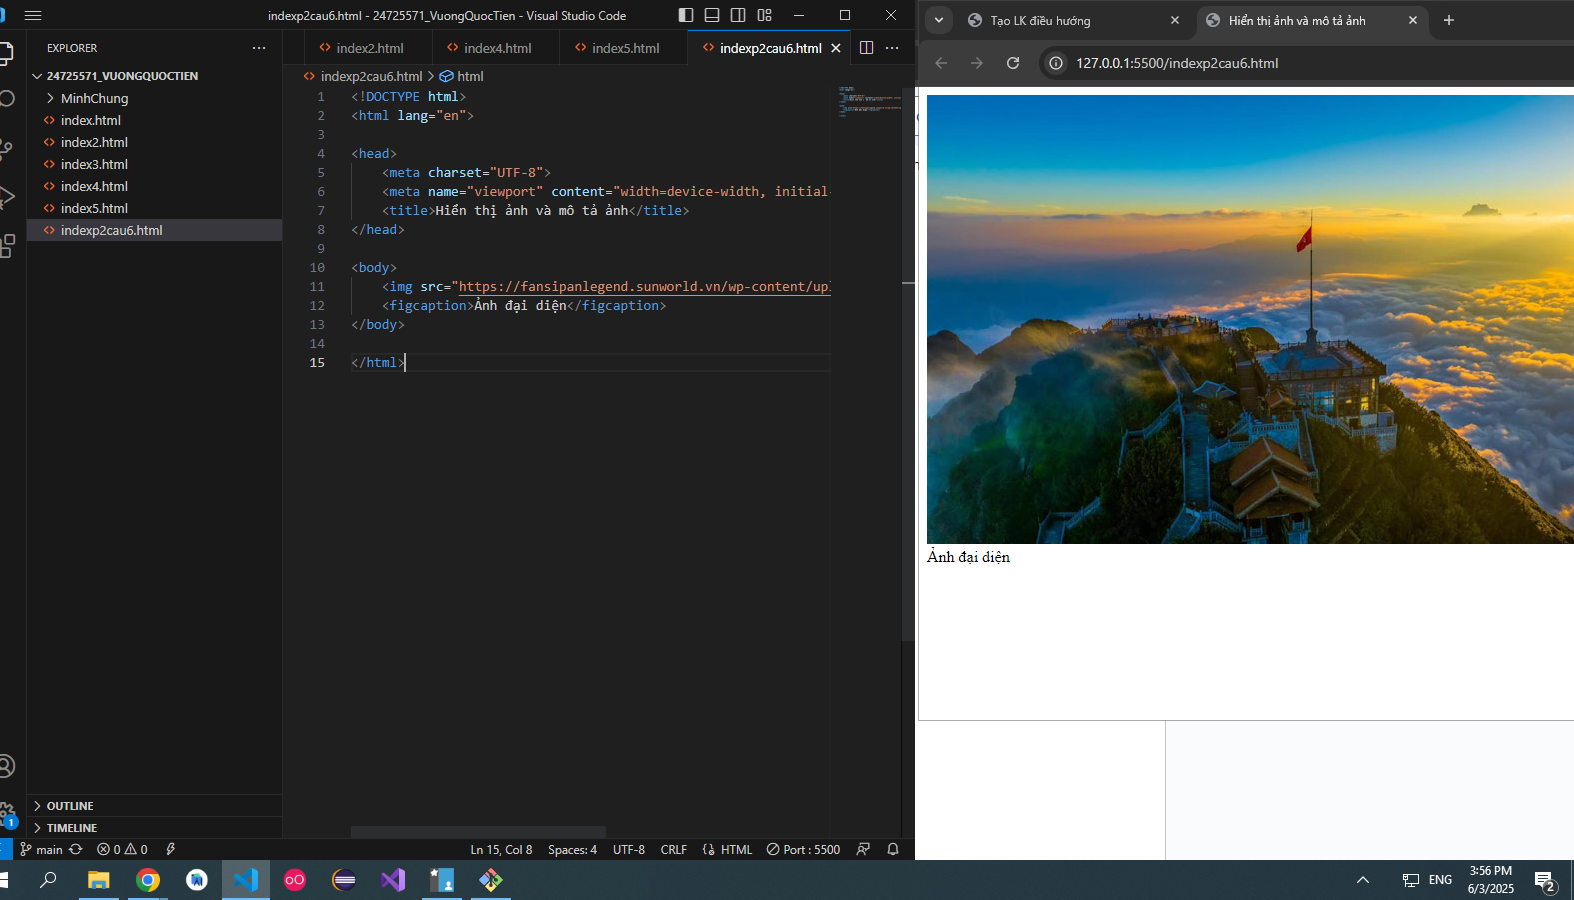 indexp2cau6.html - 24725571_VuongQuocTien - Visual Studio Code
EXPLORER
24725571_VUONGQUOCTIEN
MinhChung
index.html
index2.html
index3.html
index4.html
index5.html
indexp2cau6.html
OUTLINE
TIMELINE
index2.html
index4.html
index5.html
indexp2cau6.html
indexp2cau6.html > html
1 <!DOCTYPE html>
2 <html lang="en">
3
4 <head>
5 <meta charset="UTF-8">
6 <meta name="viewport" content="width=device-width, initial-
7 <title>Hiển thị ảnh và mô tả ảnh</title>
8 </head>
9
10 <body>
11 <img src="https://fansipanlegend.sunworld.vn/wp-content/upl
12 <figcaption>Ảnh đại diện</figcaption>
13 </body>
14
15 </html>
1
main
0 0
Ln 15, Col 8
Spaces: 4
UTF-8
CRLF
HTML
Port : 5500
Tạo LK điều hướng
Hiển thị ảnh và mô tả ảnh
127.0.0.1:5500/indexp2cau6.html
Ảnh đại diện
ENG
3:56 PM
6/3/2025
2